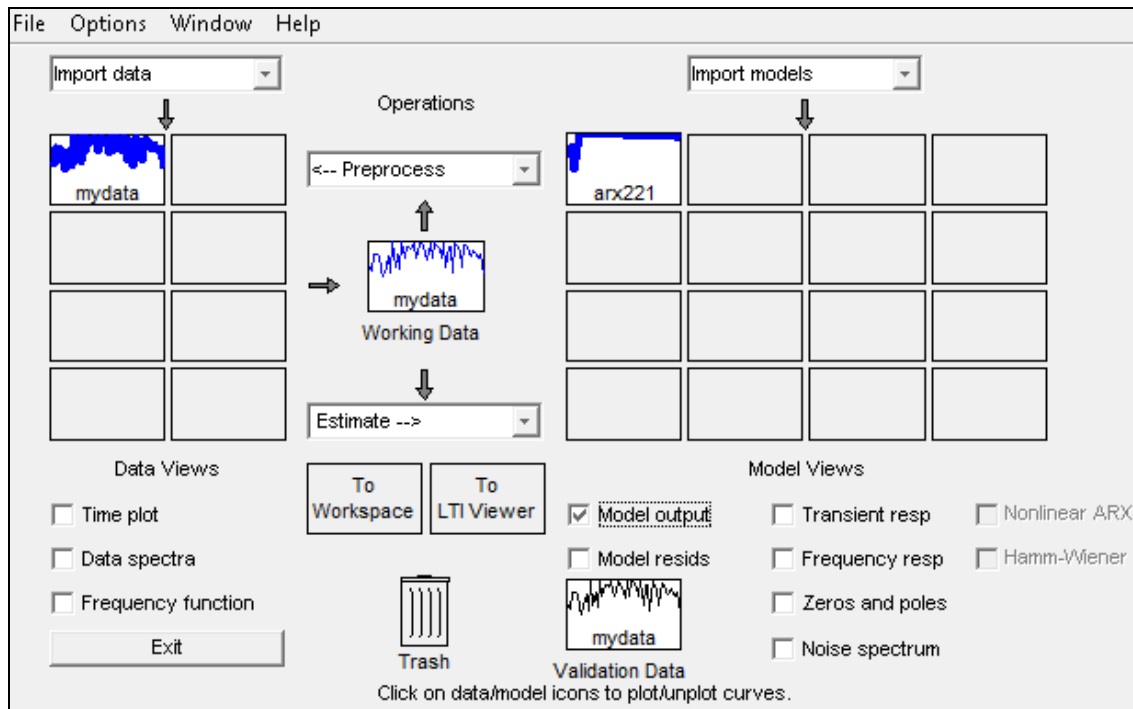 File Options Window Help
Import data
Import models
Operations
<-- Preprocess
mydata
arx221
mydata
Working Data
Estimate -->
Data Views
Model Views
To
Workspace
To
LTI Viewer
Time plot
Model output
Transient resp
Nonlinear ARX
Data spectra
Model resids
Frequency resp
Hamm-Wiener
Frequency function
Zeros and poles
Exit
mydata
Noise spectrum
Trash
Validation Data
Click on data/model icons to plot/unplot curves.